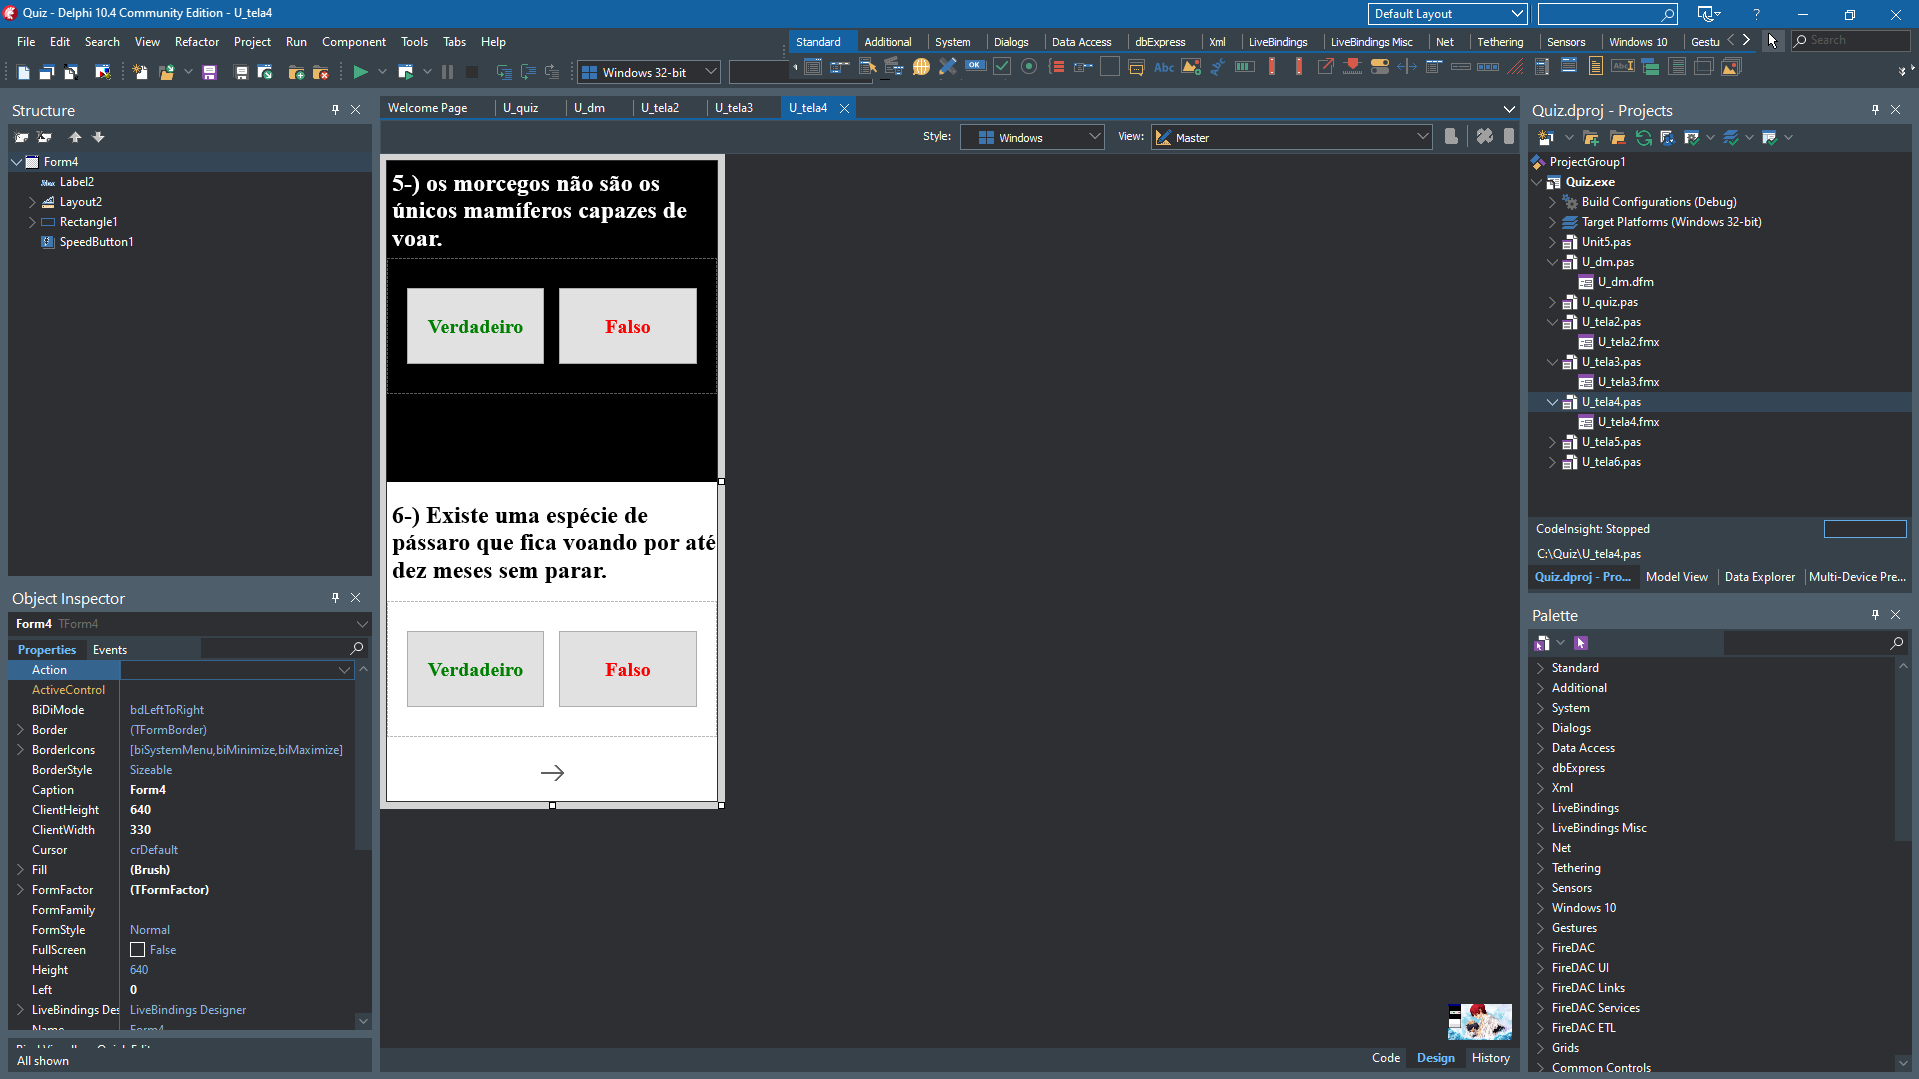 Quiz - Delphi 10.4 Community Edition - U_tela4
Default Layout
?
File Edit Search View Refactor Project Run Component Tools Tabs Help
Standard Additional System Dialogs Data Access dbExpress Xml LiveBindings LiveBindings Misc Net Tethering Sensors Windows 10 Gestu
Search
Windows 32-bit
OK
Abc
Structure
Form4
Label2
Layout2
Rectangle1
SpeedButton1
Welcome Page U_quiz U_dm U_tela2 U_tela3 U_tela4
Style: Windows View: Master
5-) os morcegos não são os
únicos mamíferos capazes de
voar.
Verdadeiro Falso
6-) Existe uma espécie de
pássaro que fica voando por até
dez meses sem parar.
Verdadeiro Falso
Code Design History
Object Inspector
Form4 TForm4
Properties Events
Action
ActiveControl
BiDiMode bdLeftToRight
Border (TFormBorder)
BorderIcons [biSystemMenu,biMinimize,biMaximize]
BorderStyle Sizeable
Caption Form4
ClientHeight 640
ClientWidth 330
Cursor crDefault
Fill (Brush)
FormFactor (TFormFactor)
FormFamily
FormStyle Normal
FullScreen False
Height 640
Left 0
LiveBindings Des LiveBindings Designer
Name Form4
All shown
Quiz.dproj - Projects
ProjectGroup1
Quiz.exe
Build Configurations (Debug)
Target Platforms (Windows 32-bit)
Unit5.pas
U_dm.pas
U_dm.dfm
U_quiz.pas
U_tela2.pas
U_tela2.fmx
U_tela3.pas
U_tela3.fmx
U_tela4.pas
U_tela4.fmx
U_tela5.pas
U_tela6.pas
CodeInsight: Stopped
C:\Quiz\U_tela4.pas
Quiz.dproj - Pro... Model View Data Explorer Multi-Device Pre...
Palette
Standard
Additional
System
Dialogs
Data Access
dbExpress
Xml
LiveBindings
LiveBindings Misc
Net
Tethering
Sensors
Windows 10
Gestures
FireDAC
FireDAC UI
FireDAC Links
FireDAC Services
FireDAC ETL
Grids
Common Controls